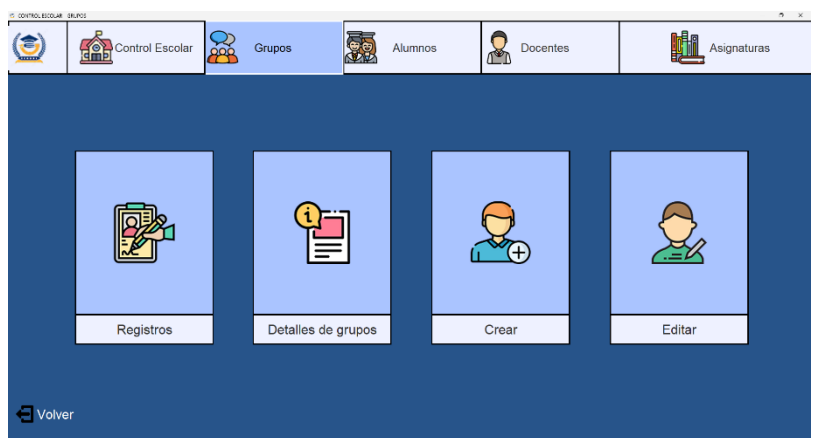 CONTROL ESCOLAR GRUPOS
Control Escolar
Grupos
Alumnos
Docentes
Asignaturas
Registros
Detalles de grupos
Crear
Editar
Volver